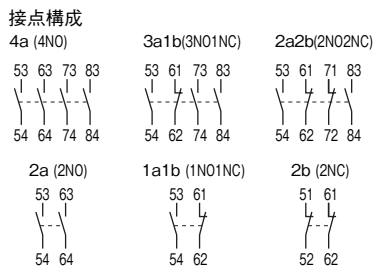 接点構成
4a (4NO) 3a1b(3NO1NC) 2a2b(2NO2NC)
53 63 73 83 53 61 73 83 53 61 71 83
54 64 74 84 54 62 74 84 54 62 72 84
2a (2NO) 1a1b (1NO1NC) 2b (2NC)
53 63 53 61 51 61
54 64 54 62 52 62